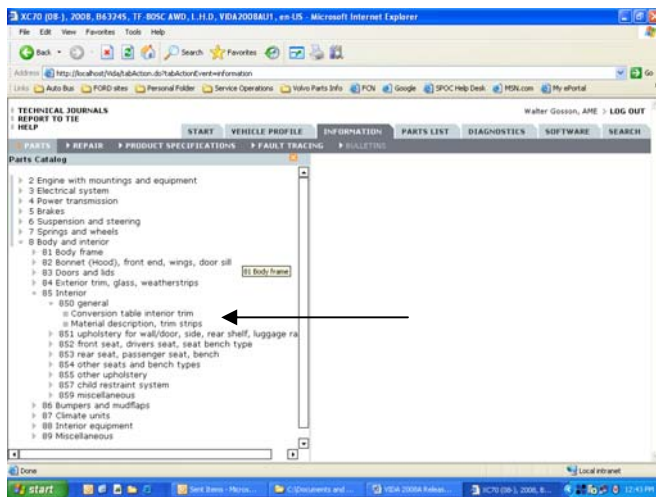 XC70 (08-), 2008, B6324S, TF-80SC AWD, L.H.D, VIDA2008AU1, en-US - Microsoft Internet Explorer
File Edit View Favorites Tools Help
Back Search Favorites
Address http://localhost/Vida/tabAction.do?tabActionEvent=information Go
Links Auto Bus FORD sites Personal Folder Service Operations Volvo Parts Info FCN Google SPOC Help Desk MSN.com My ePortal
TECHNICAL JOURNALS
REPORT TO TIE
HELP
Walter Gosson, AME > LOG OUT
START VEHICLE PROFILE INFORMATION PARTS LIST DIAGNOSTICS SOFTWARE SEARCH
PARTS REPAIR PRODUCT SPECIFICATIONS FAULT TRACING BULLETINS
Parts Catalog
2 Engine with mountings and equipment
3 Electrical system
4 Power transmission
5 Brakes
6 Suspension and steering
7 Springs and wheels
8 Body and interior
81 Body frame
82 Bonnet (Hood), front end, wings, door sill
83 Doors and lids
81 Body frame
84 Exterior trim, glass, weatherstrips
85 Interior
850 general
Conversion table interior trim
Material description, trim strips
851 upholstery for wall/door, side, rear shelf, luggage ra
852 front seat, drivers seat, seat bench type
853 rear seat, passenger seat, bench
854 other seats and bench types
855 other upholstery
857 child restraint system
859 miscellaneous
86 Bumpers and mudflaps
87 Climate units
88 Interior equipment
89 Miscellaneous
Done Local intranet
start Sent Items - Micros... C:\Documents and ... VIDA 2008A Releas... XC70 (08-), 2008, B... 12:43 PM